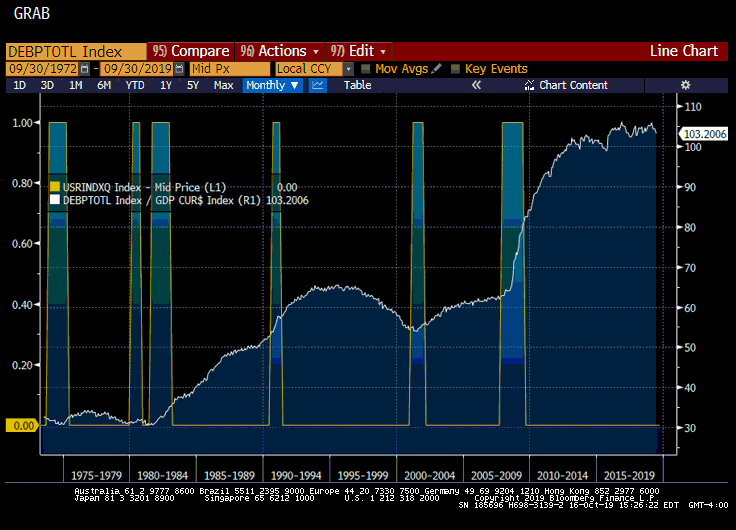 GRAB
DEBPTOTL Index 95) Compare 96) Actions 97) Edit Line Chart
09/30/1972 - 09/30/2019 Mid Px Local CCY Mov Avgs Key Events
1D 3D 1M 6M YTD 1Y 5Y Max Monthly ▼ Table « Chart Content
1.00
0.80
0.60
0.40
0.20
0.00
USRINDXQ Index - Mid Price (L1) 0.00
DEBPTOTL Index / GDP CUR$ Index (R1) 103.2006
110
103.2006
100
90
80
70
60
50
40
30
1975-1979 1980-1984 1985-1989 1990-1994 1995-1999 2000-2004 2005-2009 2010-2014 2015-2019
Australia 61 2 9777 8600 Brazil 5511 2395 9000 Europe 44 20 7330 7500 Germany 49 69 9204 1210 Hong Kong 852 2977 6000
Japan 81 3 3201 8900 Singapore 65 6212 1000 U.S. 1 212 318 2000 Copyright 2019 Bloomberg Finance L.P.
SN 185696 H698-3139-2 16-Oct-19 15:26:22 EDT GMT-4:00